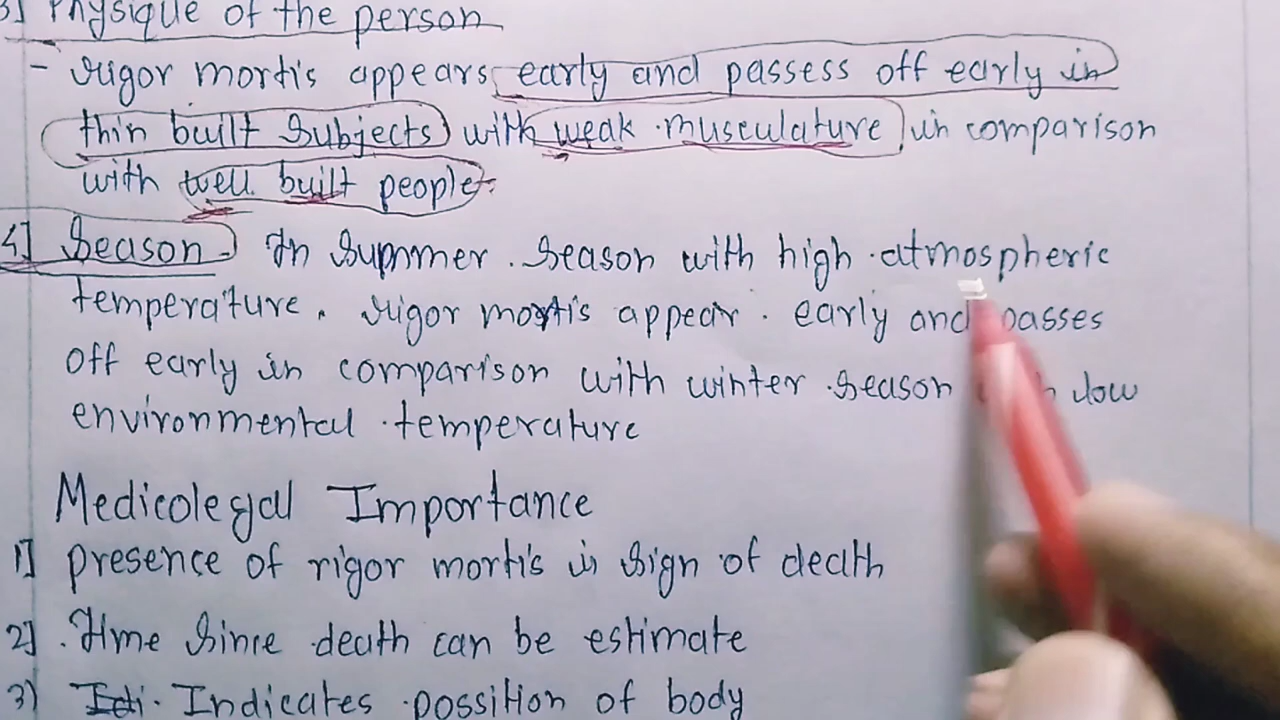 3] Physique of the person
- rigor mortis appears early and passess off early in
thin built subjects with weak musculature in comparison
with well built people.
4] Season - In Summer season with high atmospheric
temperature. rigor mortis appear early and passes
off early in comparison with winter season low
environmental temperature
Medicolegal Importance
1] presence of rigor mortis is sign of death
2] Time since death can be estimate
3) Indicates possition of body